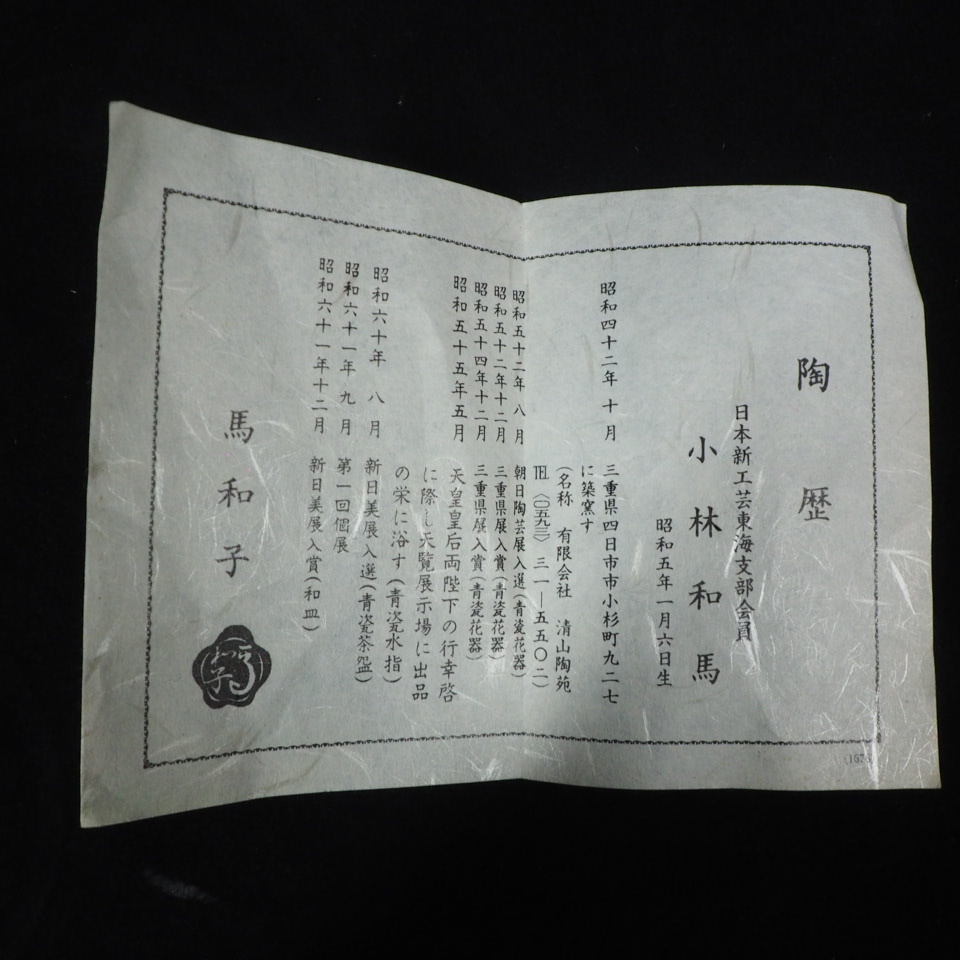 陶歴
日本新工芸東海支部会員
小林和馬
昭和五年一月六日生
昭和四十二年十月 三重県四日市市小杉町九二七
に築窯す
(名称 有限会社 清山陶苑
TEL〈〇五九三〉三一―五五〇二)
昭和五十二年八月 朝日陶芸展入選(青瓷花器)
昭和五十二年十二月 三重県展入賞(青瓷花器)
昭和五十四年十二月 三重県展入賞(青瓷花器)
昭和五十五年五月 天皇皇后両陛下の行幸啓
に際し天覧展示場に出品
の栄に浴す(青瓷水指)
昭和六十年八月 新日美展入選(青瓷茶盌)
昭和六十一年九月 第一回個展
昭和六十一年十二月 新日美展入賞(和皿)
馬和子